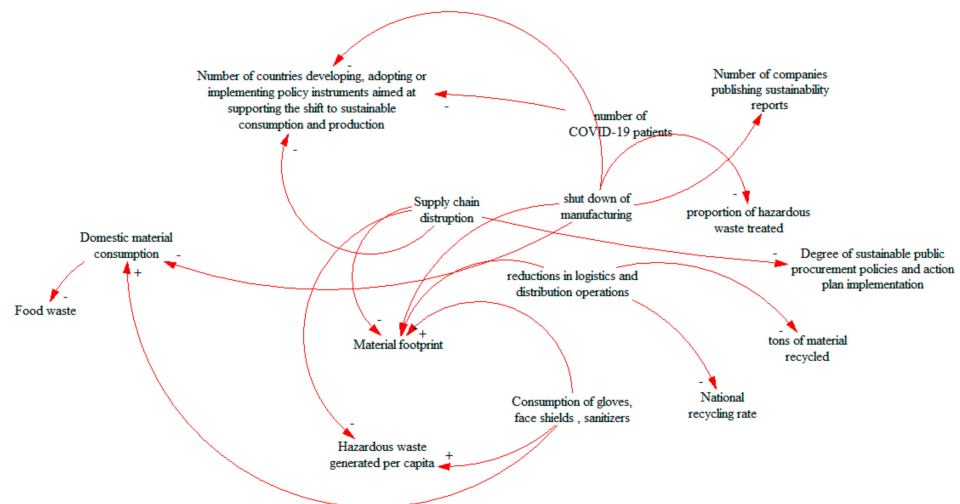 Number of countries developing, adopting or
implementing policy instruments aimed at
supporting the shift to sustainable
consumption and production
-
-
-
Number of companies
publishing sustainability
reports
number of
COVID-19 patients
Supply chain
distruption
shut down of
manufacturing
-
proportion of hazardous
waste treated
Domestic material
consumption
-
+
-
Food waste
reductions in logistics and
distribution operations
-
Degree of sustainable public
procurement policies and action
plan implementation
-
+
Material footprint
-
tons of material
recycled
Consumption of gloves,
face shields , sanitizers
-
National
recycling rate
-
+
Hazardous waste
generated per capita